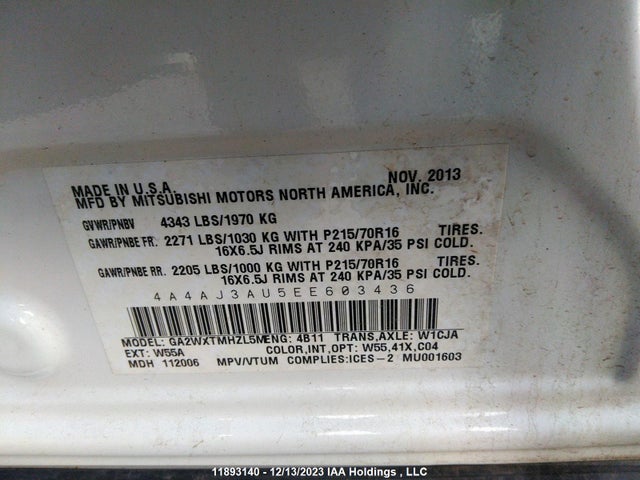 MADE IN U.S.A. NOV. 2013
MFD BY MITSUBISHI MOTORS NORTH AMERICA, INC.
GVWR/PNBV 4343 LBS/1970 KG
GAWR/PNBE FR. 2271 LBS/1030 KG WITH P215/70R16 TIRES.
16X6.5J RIMS AT 240 KPA/35 PSI COLD.
GAWR/PNBE RR. 2205 LBS/1000 KG WITH P215/70R16 TIRES.
16X6.5J RIMS AT 240 KPA/35 PSI COLD.
4A4AJ3AU5EE603436
MODEL: GA2WXTMHZL5M ENG: 4B11 TRANS,AXLE: W1CJA
EXT: W55A COLOR,INT,OPT: W55,41X,C04
MDH 112006 MPV/VTUM COMPLIES:ICES-2 MU001603
11893140 - 12/13/2023 IAA Holdings , LLC